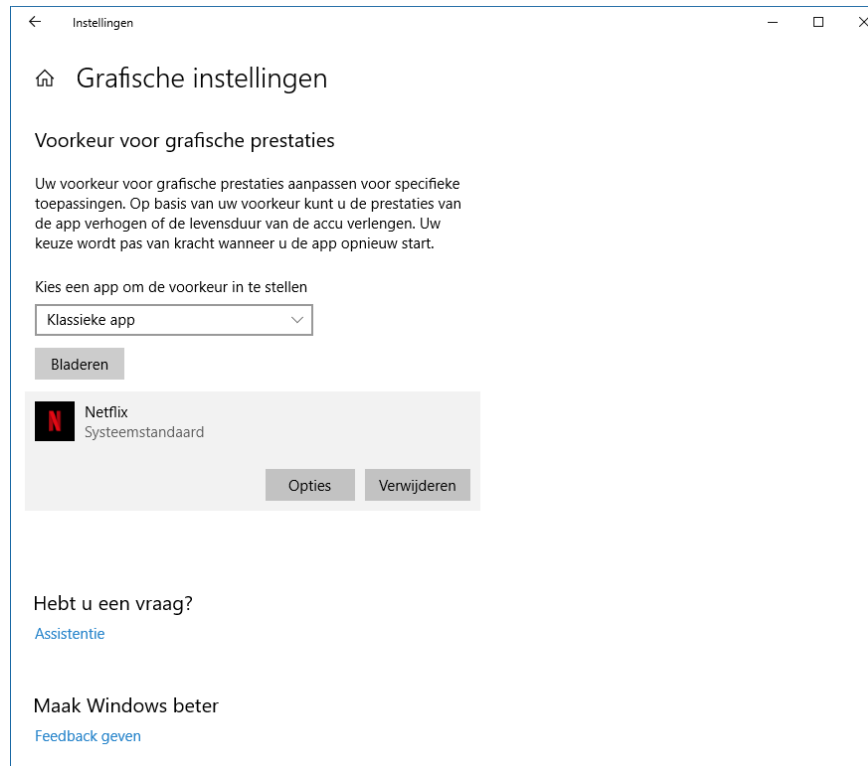 Instellingen
Grafische instellingen
Voorkeur voor grafische prestaties
Uw voorkeur voor grafische prestaties aanpassen voor specifieke
toepassingen. Op basis van uw voorkeur kunt u de prestaties van
de app verhogen of de levensduur van de accu verlengen. Uw
keuze wordt pas van kracht wanneer u de app opnieuw start.
Kies een app om de voorkeur in te stellen
Klassieke app
Bladeren
N
Netflix
Systeemstandaard
Opties Verwijderen
Hebt u een vraag?
Assistentie
Maak Windows beter
Feedback geven